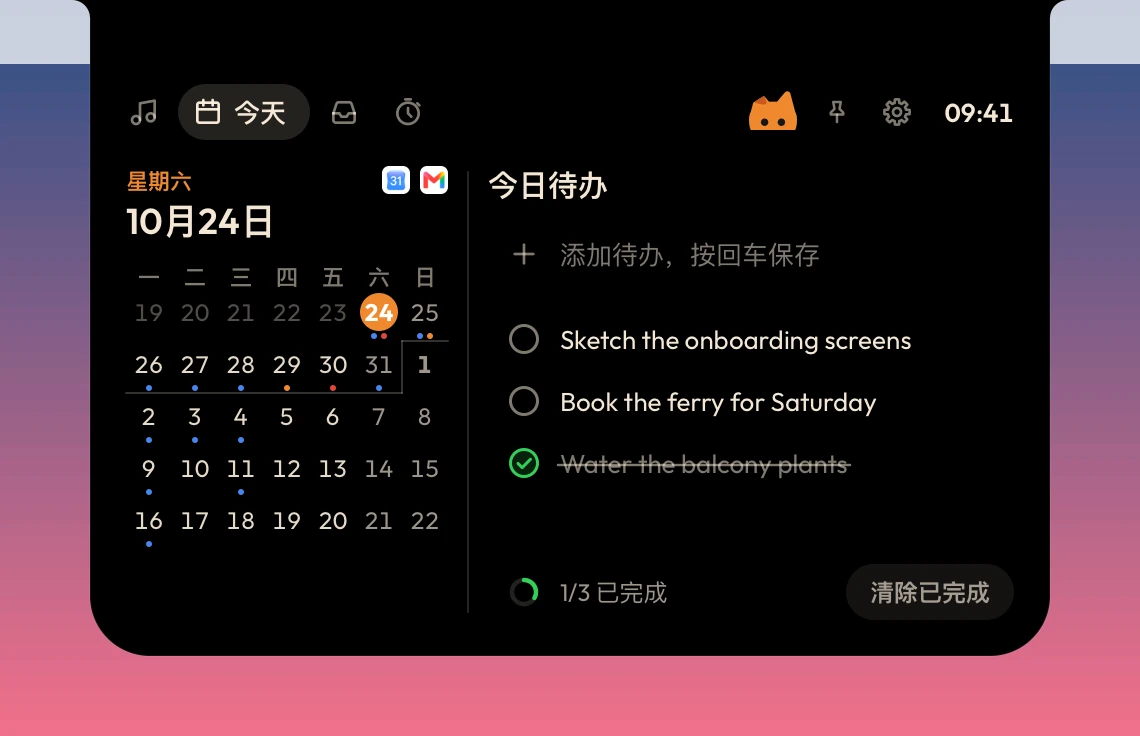 今天
09:41
星期六
31
10月24日
一 二 三 四 五 六 日
19 20 21 22 23 24 25
26 27 28 29 30 31 1
2 3 4 5 6 7 8
9 10 11 12 13 14 15
16 17 18 19 20 21 22
今日待办
添加待办，按回车保存
Sketch the onboarding screens
Book the ferry for Saturday
Water the balcony plants
1/3 已完成
清除已完成